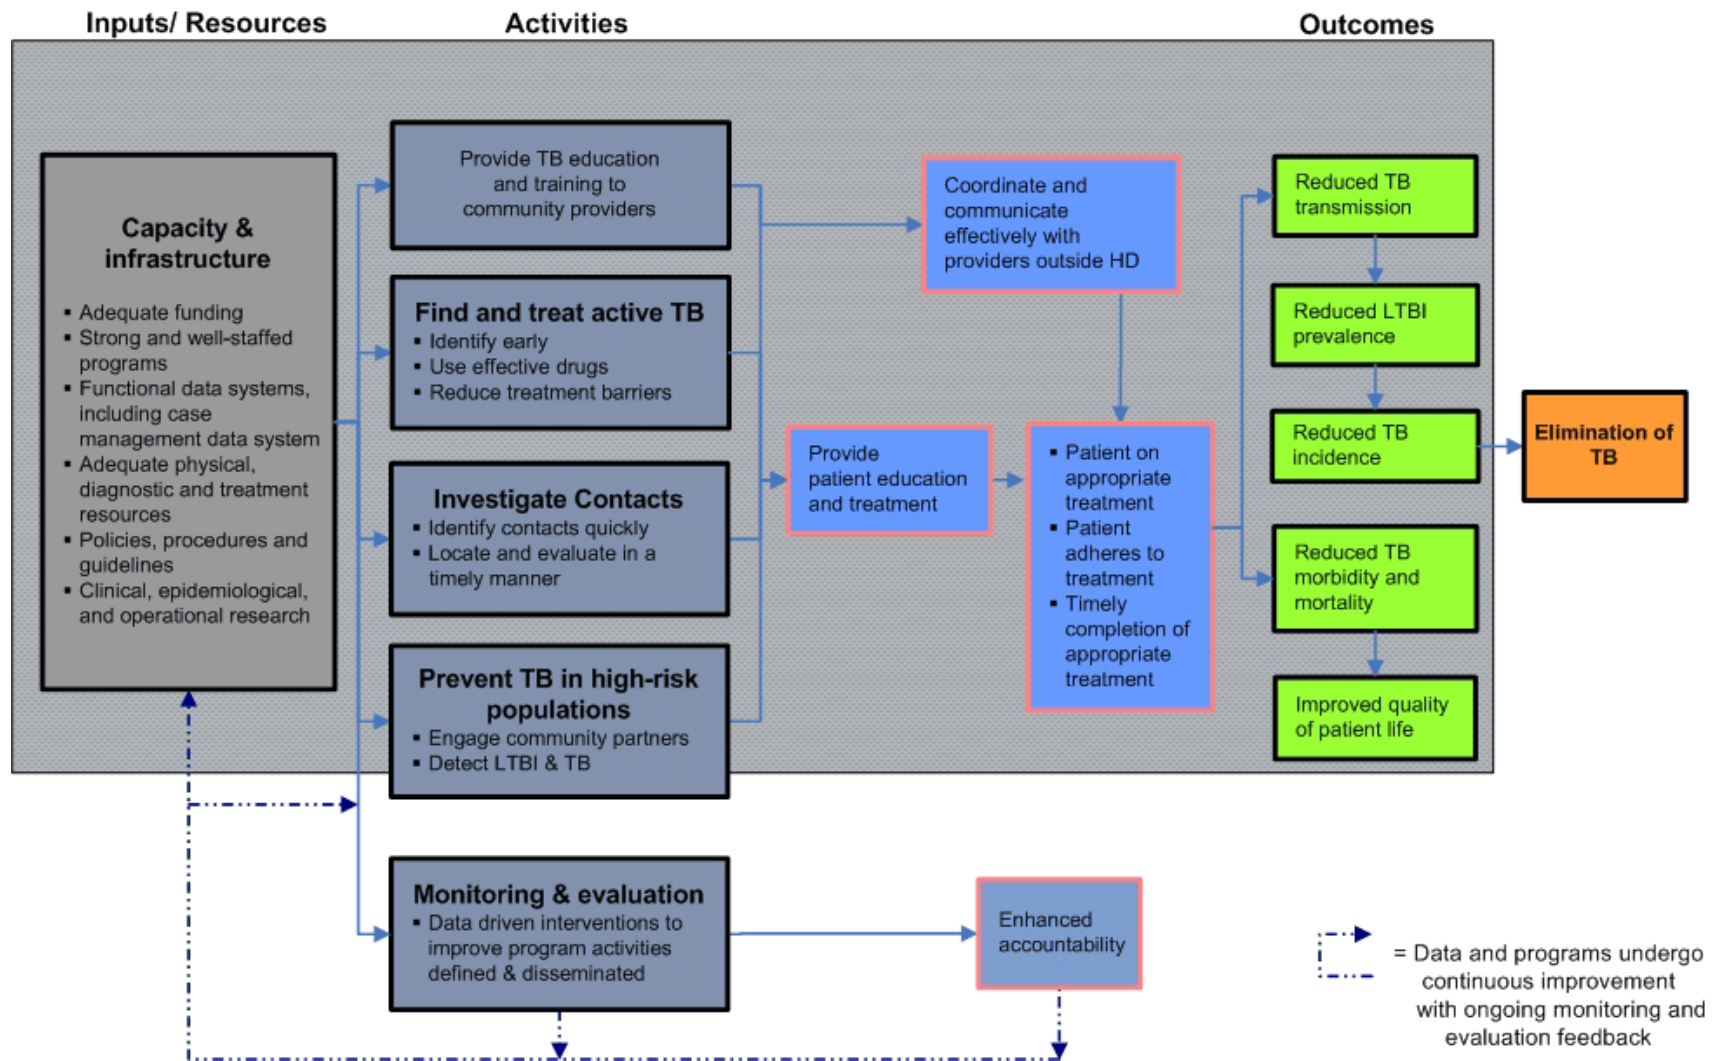 Inputs/ Resources
Activities
Outcomes
Capacity &
infrastructure
▪ Adequate funding
▪ Strong and well-staffed
programs
▪ Functional data systems,
including case
management data system
▪ Adequate physical,
diagnostic and treatment
resources
▪ Policies, procedures and
guidelines
▪ Clinical, epidemiological,
and operational research
Provide TB education
and training to
community providers
Find and treat active TB
▪ Identify early
▪ Use effective drugs
▪ Reduce treatment barriers
Investigate Contacts
▪ Identify contacts quickly
▪ Locate and evaluate in a
timely manner
Prevent TB in high-risk
populations
▪ Engage community partners
▪ Detect LTBI & TB
Monitoring & evaluation
▪ Data driven interventions to
improve program activities
defined & disseminated
Coordinate and
communicate
effectively with
providers outside HD
Provide
patient education
and treatment
▪ Patient on
appropriate
treatment
▪ Patient
adheres to
treatment
▪ Timely
completion of
appropriate
treatment
Enhanced
accountability
Reduced TB
transmission
Reduced LTBI
prevalence
Reduced TB
incidence
Reduced TB
morbidity and
mortality
Improved quality
of patient life
Elimination of
TB
= Data and programs undergo
continuous improvement
with ongoing monitoring and
evaluation feedback